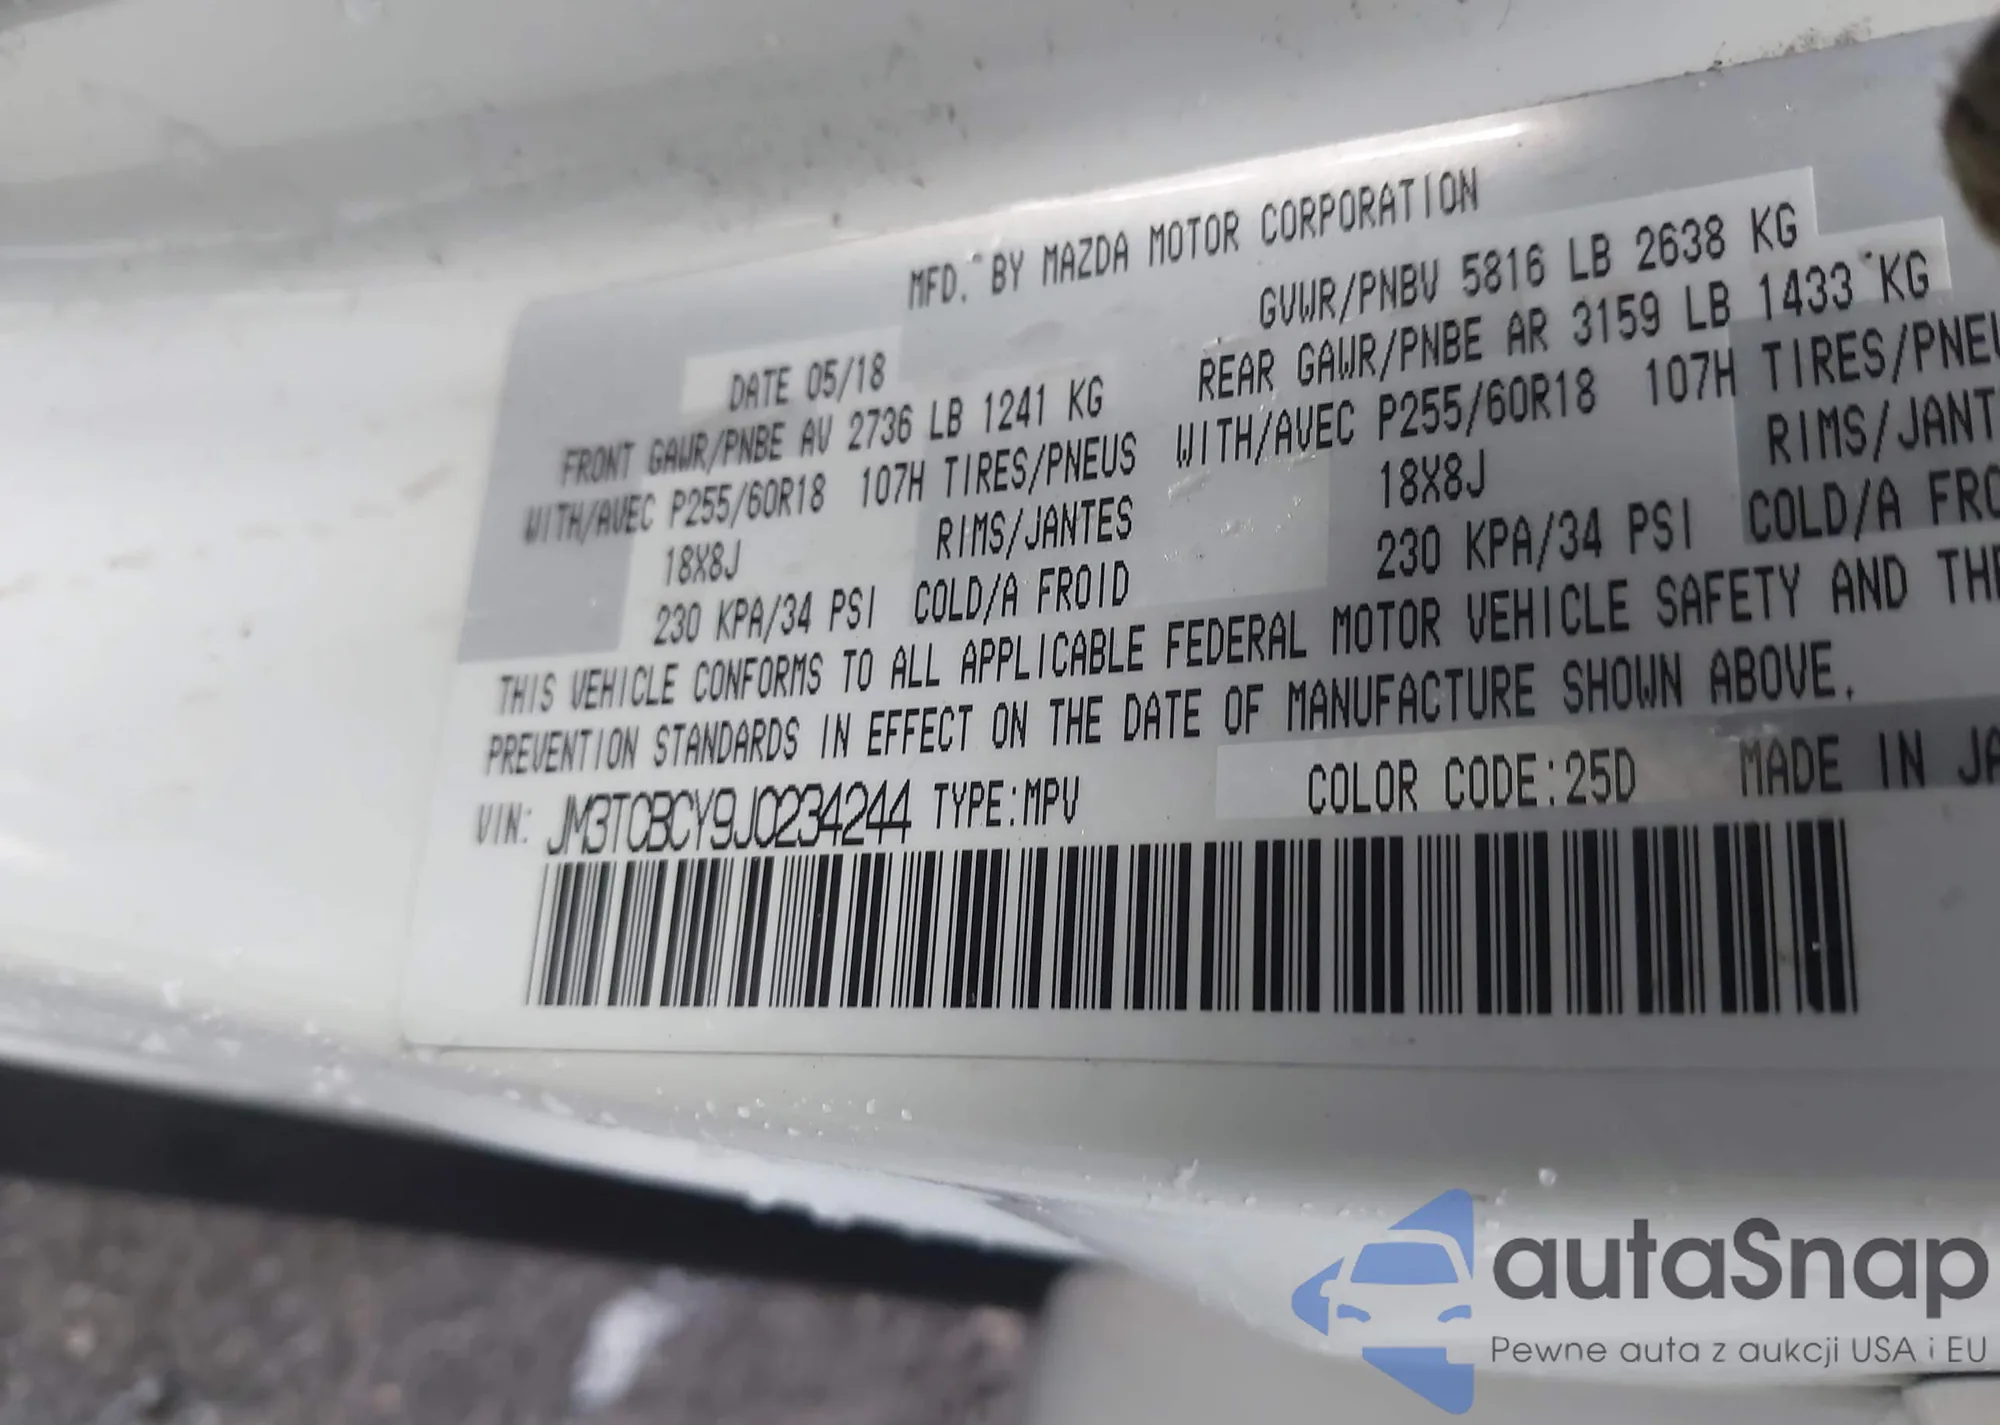 MFD. BY MAZDA MOTOR CORPORATION
DATE 05/18
GVWR/PNBV 5816 LB 2638 KG
FRONT GAWR/PNBE AV 2736 LB 1241 KG
REAR GAWR/PNBE AR 3159 LB 1433 KG
WITH/AVEC P255/60R18 107H TIRES/PNEUS
WITH/AVEC P255/60R18 107H TIRES/PNEU
18X8J RIMS/JANTES
18X8J RIMS/JANT
230 KPA/34 PSI COLD/A FROID
230 KPA/34 PSI COLD/A FRO
THIS VEHICLE CONFORMS TO ALL APPLICABLE FEDERAL MOTOR VEHICLE SAFETY AND THE
PREVENTION STANDARDS IN EFFECT ON THE DATE OF MANUFACTURE SHOWN ABOVE.
VIN: JM3TCBCY9J0234244 TYPE:MPV COLOR CODE:25D MADE IN JA
autaSnap
Pewne auta z aukcji USA i EU